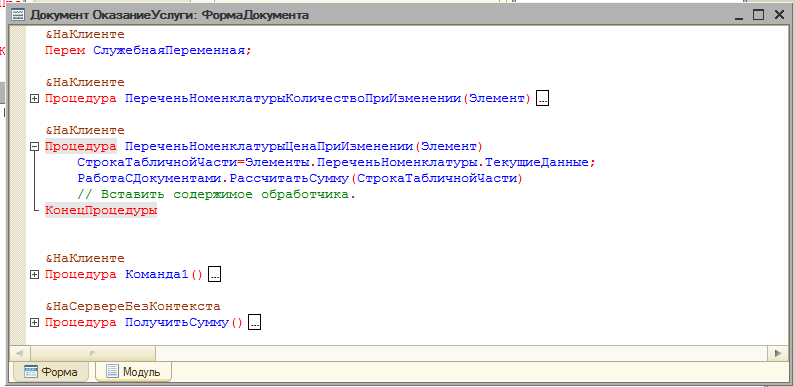 Документ ОказаниеУслуги: ФормаДокумента
&НаКлиенте
Перем СлужебнаяПеременная;
&НаКлиенте
Процедура ПереченьНоменклатурыКоличествоПриИзменении(Элемент) ...
&НаКлиенте
Процедура ПереченьНоменклатурыЦенаПриИзменении(Элемент)
СтрокаТабличнойЧасти=Элементы.ПереченьНоменклатуры.ТекущиеДанные;
РаботаСДокументами.РассчитатьСумму(СтрокаТабличнойЧасти)
// Вставить содержимое обработчика.
КонецПроцедуры
&НаКлиенте
Процедура Команда1() ...
&НаСервереБезКонтекста
Процедура ПолучитьСумму() ...
Форма Модуль